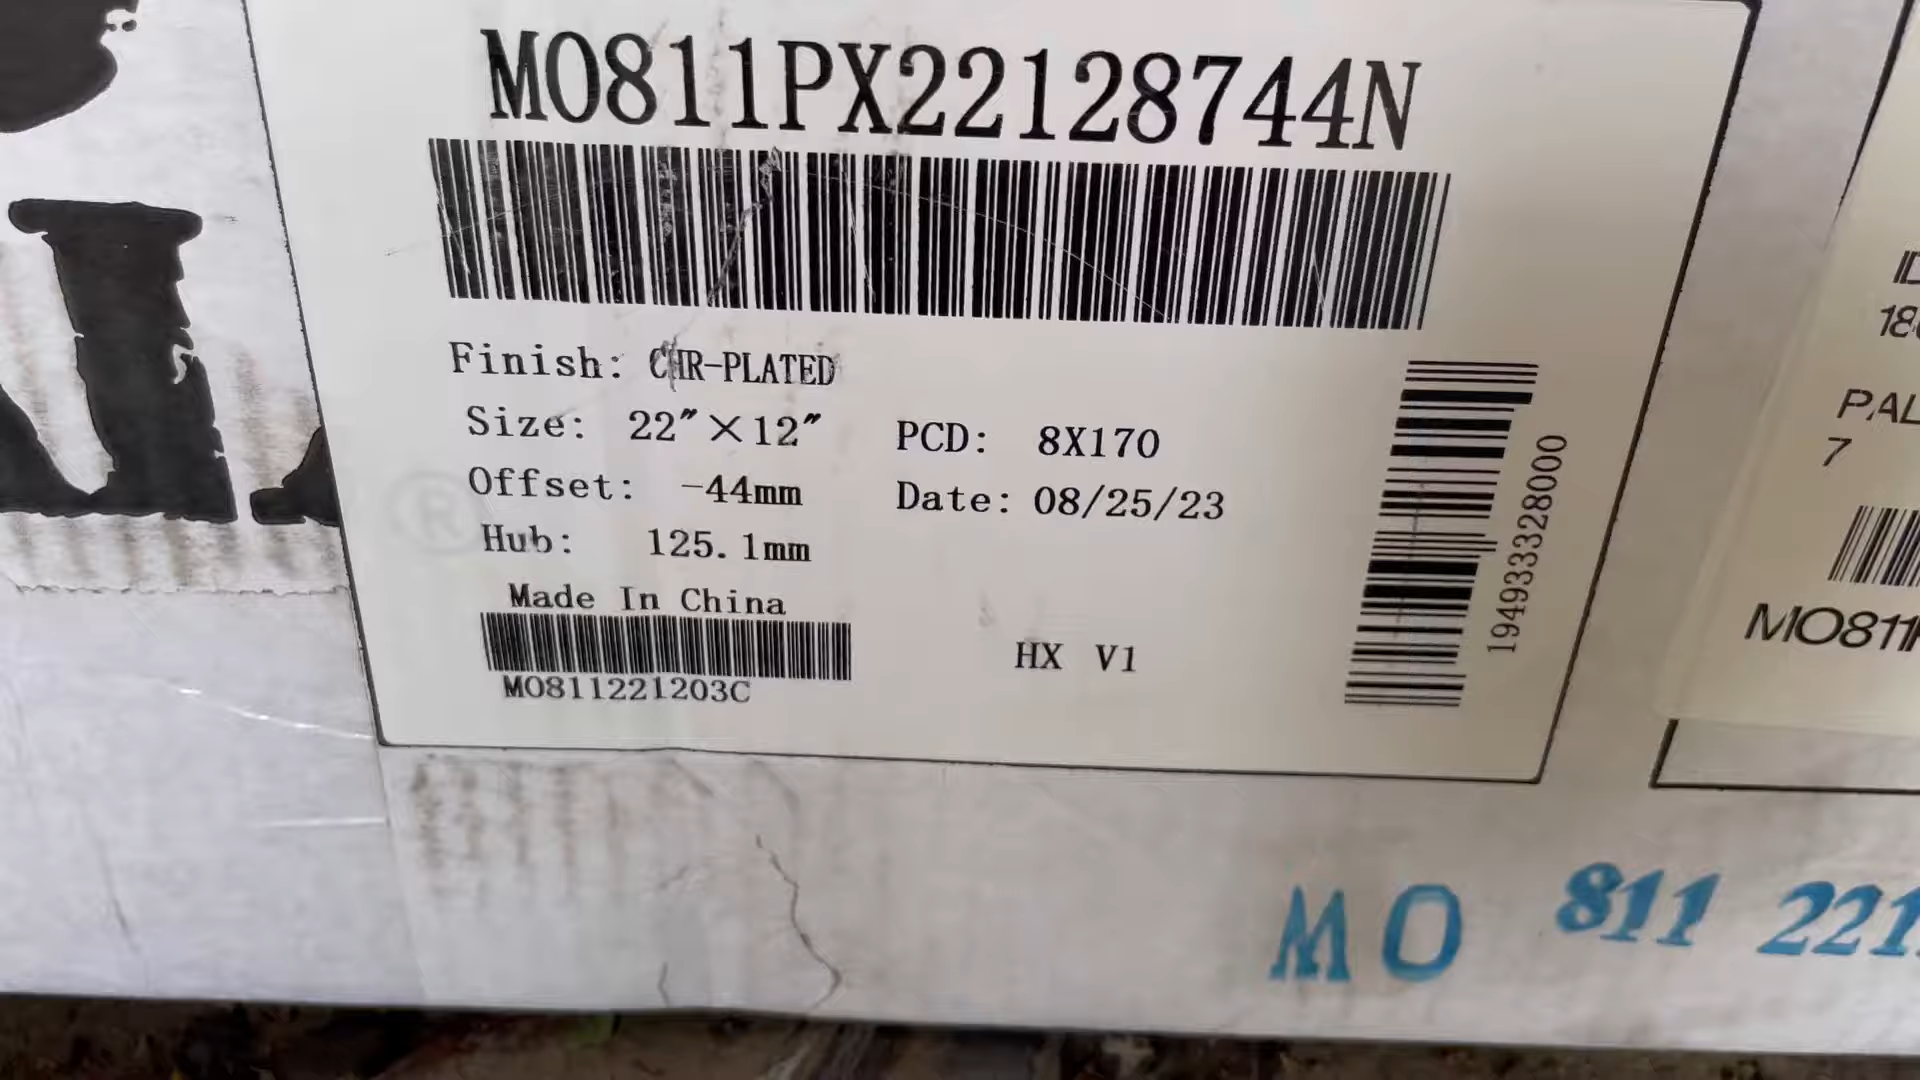 MO811PX22128744N
Finish: CHR-PLATED
Size: 22"×12" PCD: 8X170
Offset: -44mm Date: 08/25/23
Hub: 125.1mm
Made In China
MO811221203C
HX V1
194933328000
®
PAL
7
MO811
MO 811 221